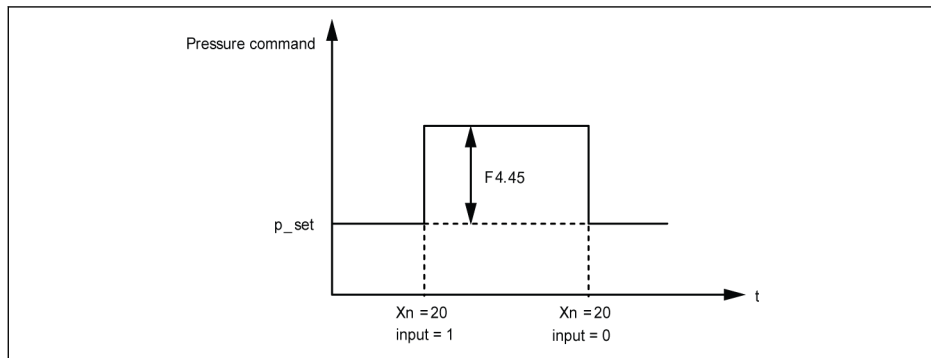 Pressure command
F4.45
p_set
t
Xn =20
input = 1
Xn =20
input = 0